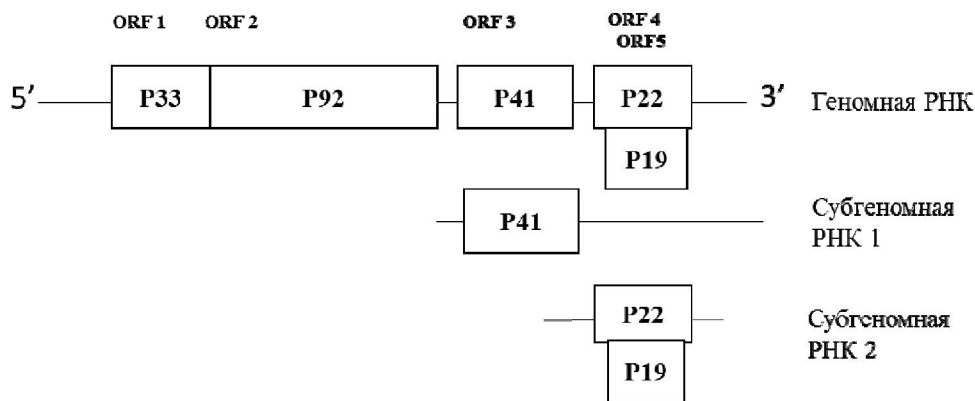 ORF 1 ORF 2 ORF 3 ORF 4
ORF5
5' P33 P92 P41 P22 3' Геномная РНК
P19
P41 Субгеномная
РНК 1
P22 Субгеномная
РНК 2
P19